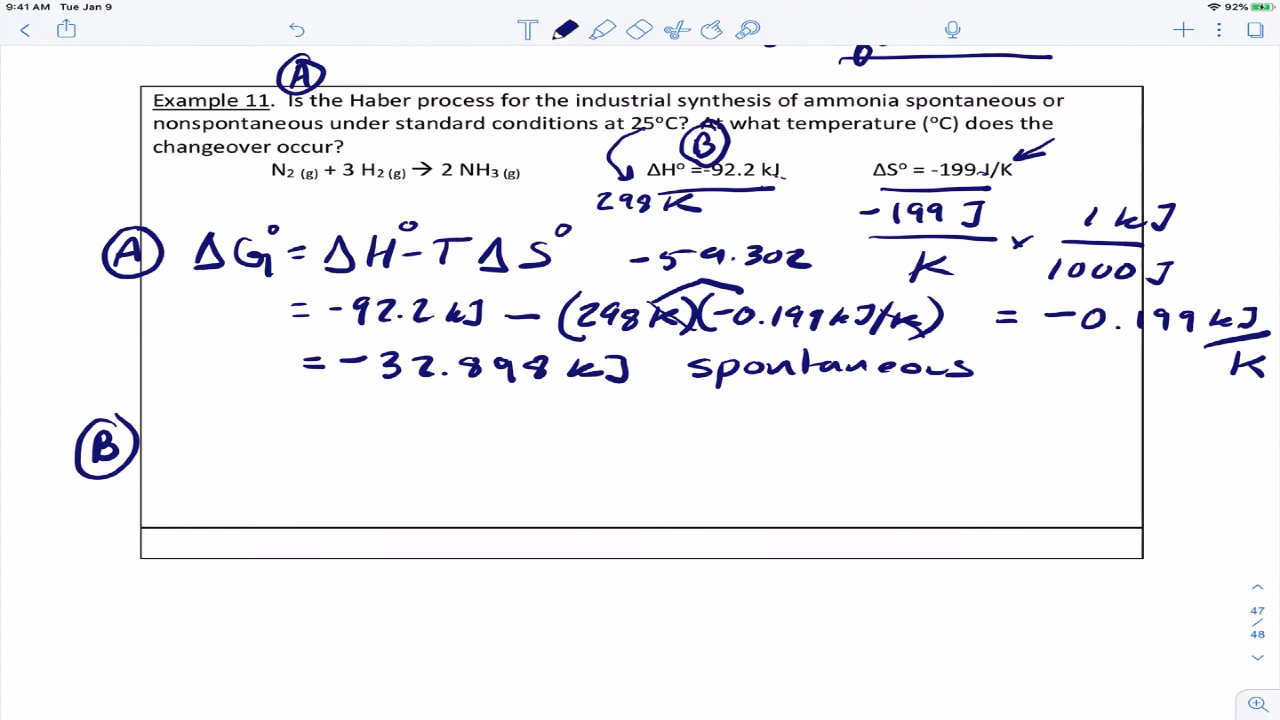 9:41 AM Tue Jan 9
92%
A
Example 11. Is the Haber process for the industrial synthesis of ammonia spontaneous or
nonspontaneous under standard conditions at 25°C? At what temperature (°C) does the
changeover occur?
B
N₂ (g) + 3 H₂ (g) → 2 NH₃ (g) ΔH° =-92.2 kJ ΔS° = -199 J/K
298 K
-199 J / K × 1 kJ / 1000 J
A ΔG° = ΔH° - TΔS°
-59.302
= -92.2 kJ - (298 K)(-0.199 kJ/K) = -0.199 kJ/K
= -32.898 kJ spontaneous
B
47
/
48